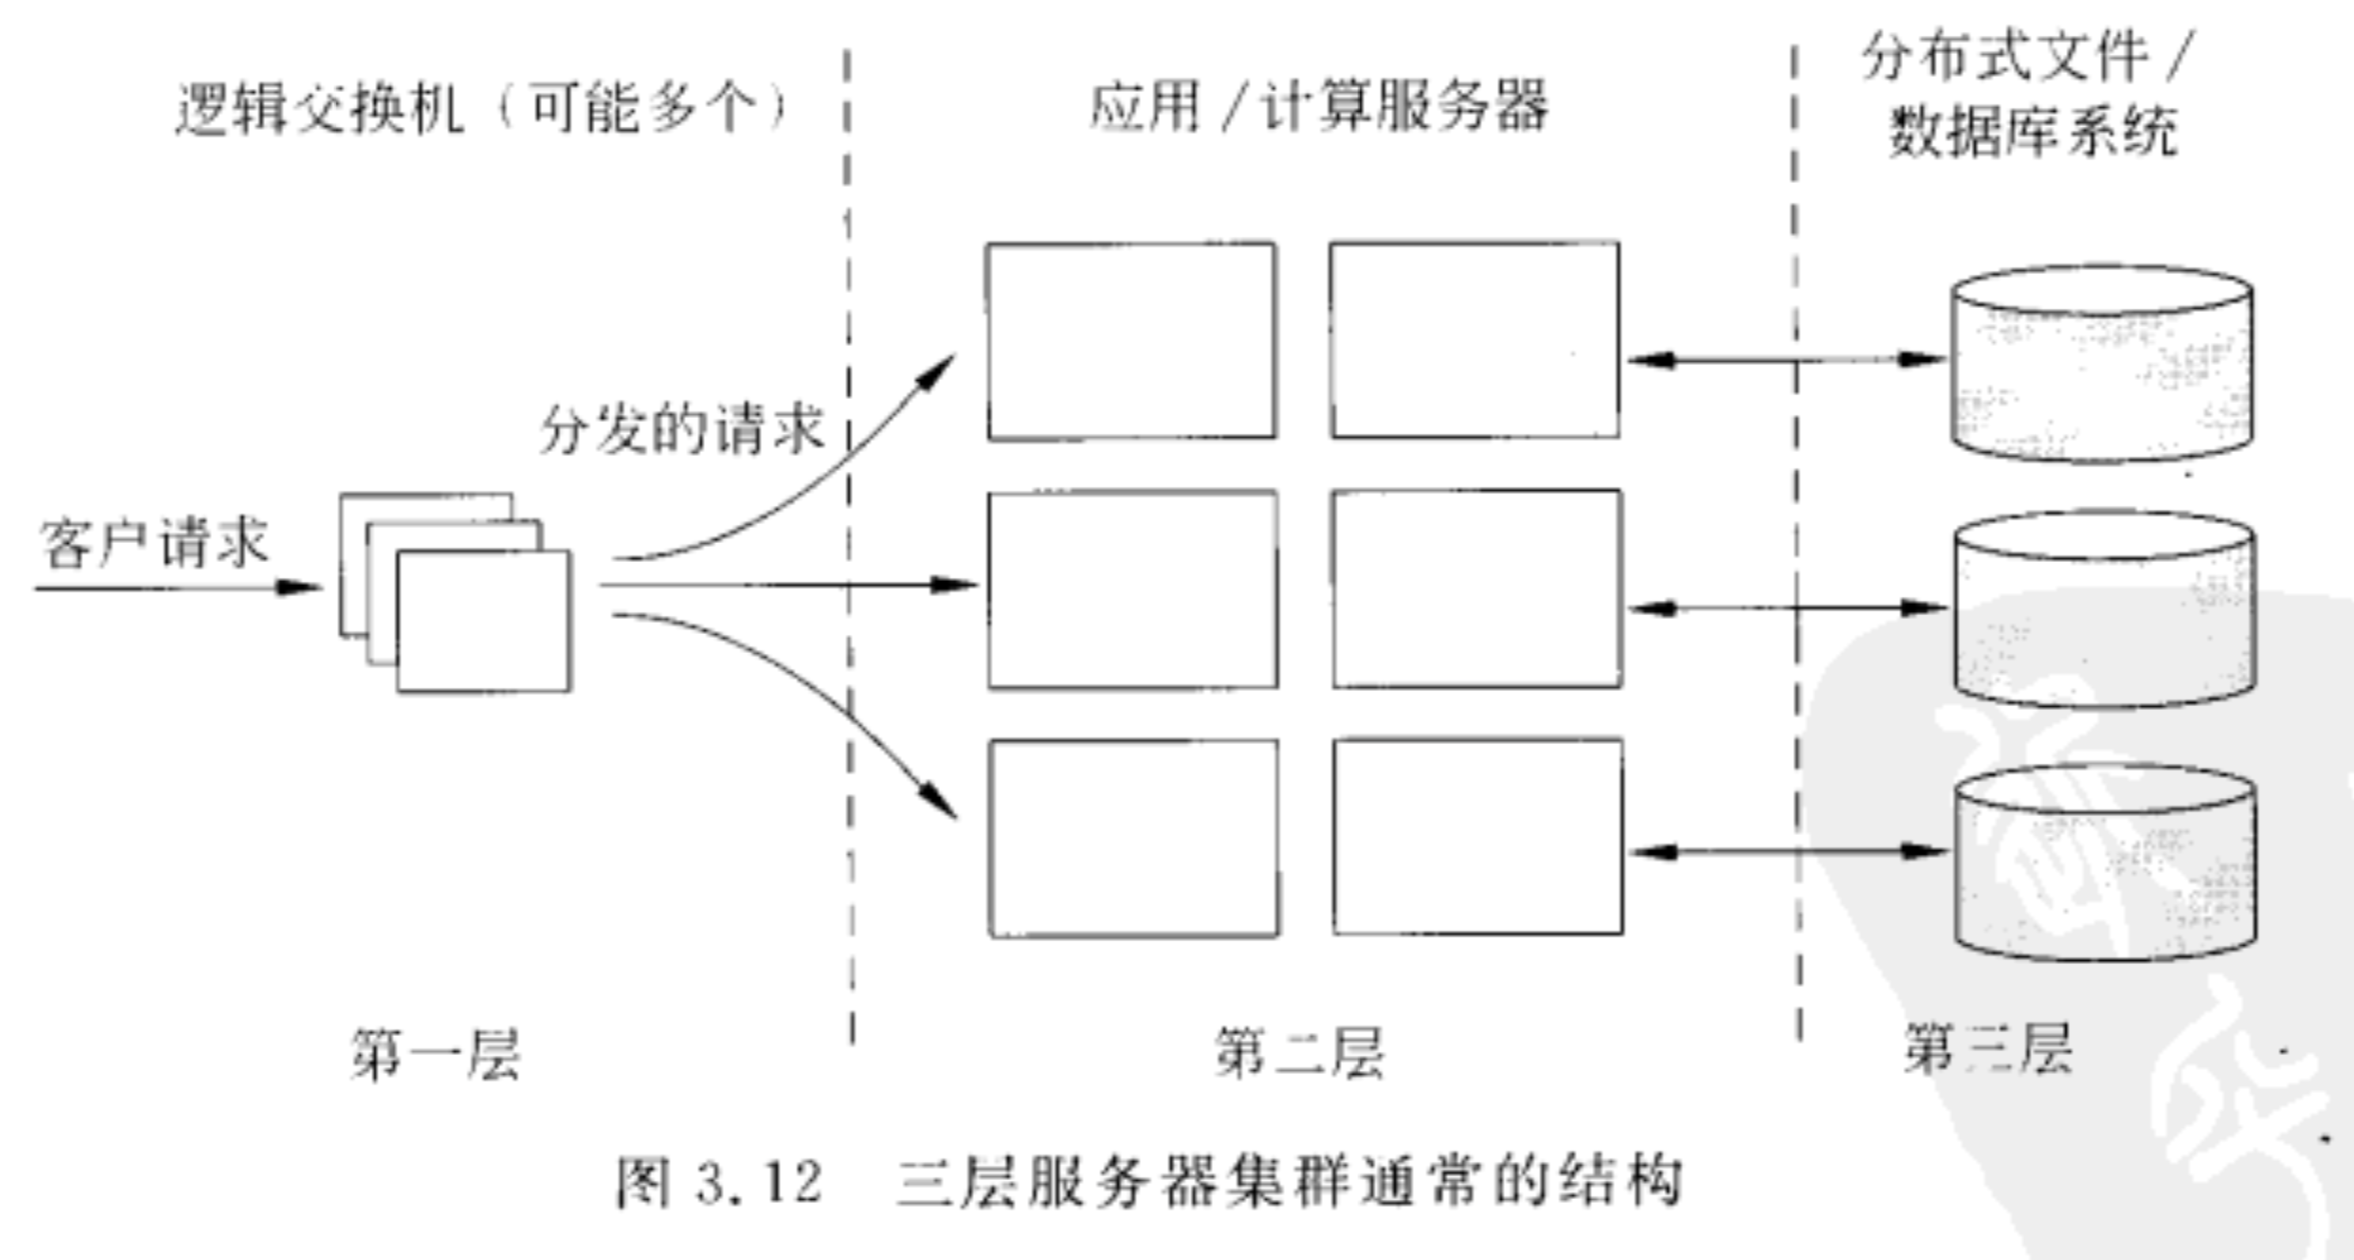 逻辑交换机（可能多个）
应用/计算服务器
分布式文件/
数据库系统
分发的请求
客户请求
第一层
第二层
第三层
图 3.12 三层服务器集群通常的结构